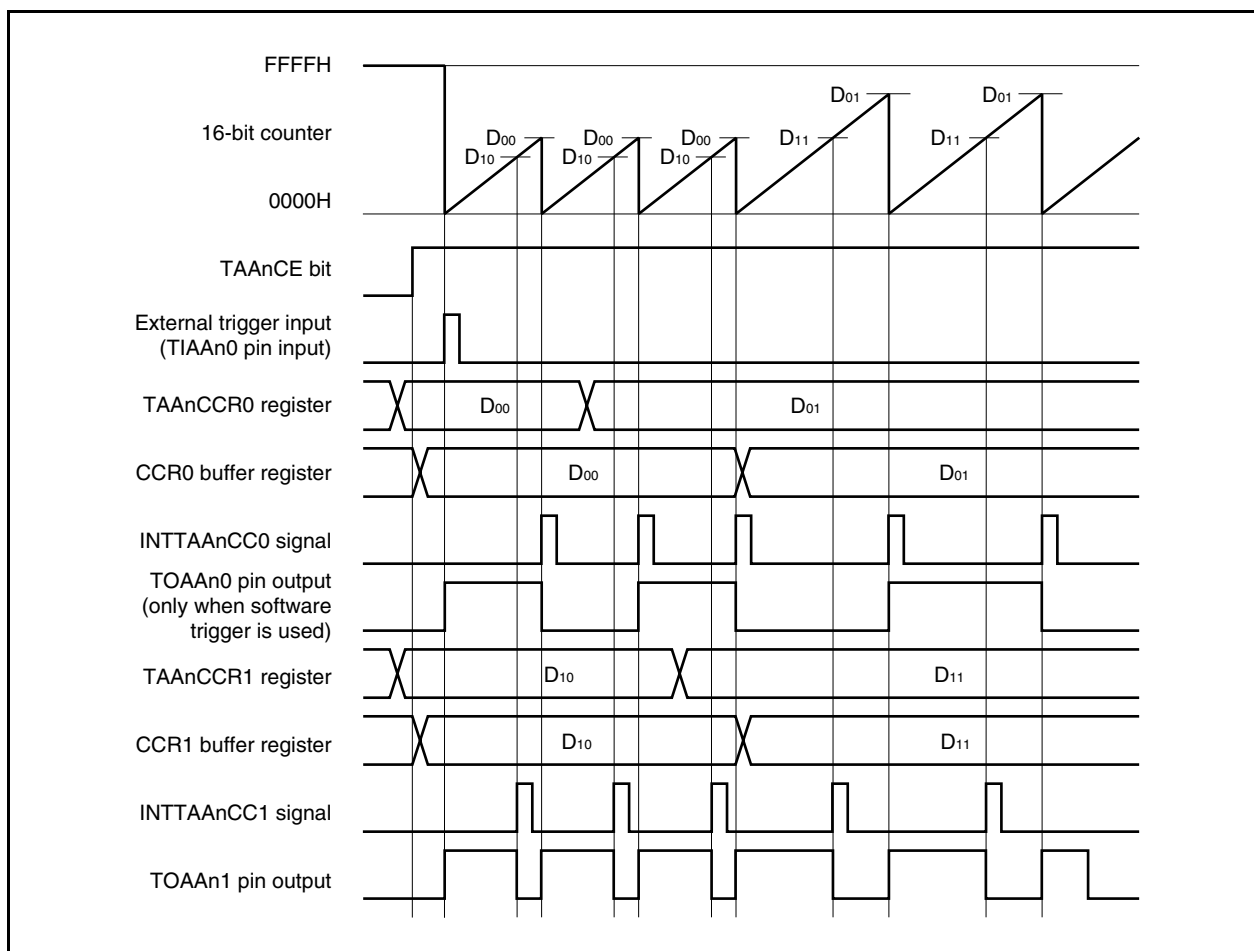 FFFFH
16-bit counter
0000H
D01 D01
D00 D00 D00 D11 D11
D10 D10 D10
TAAnCE bit
External trigger input
(TIAAn0 pin input)
TAAnCCR0 register D00 D01
CCR0 buffer register D00 D01
INTTAAnCC0 signal
TOAAn0 pin output
(only when software
trigger is used)
TAAnCCR1 register D10 D11
CCR1 buffer register D10 D11
INTTAAnCC1 signal
TOAAn1 pin output